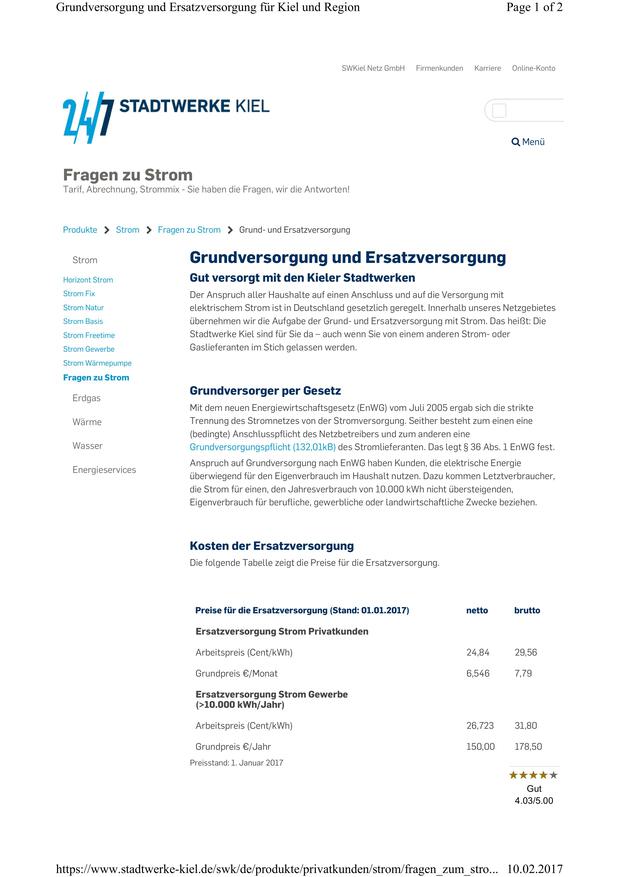 Grundversorgung und Ersatzversorgung für Kiel und Region Page 1 of 2
SWKiel Netz GmbH Firmenkunden Karriere Online-Konto
24/7 STADTWERKE KIEL
Menü
Fragen zu Strom
Tarif, Abrechnung, Strommix - Sie haben die Fragen, wir die Antworten!
Produkte > Strom > Fragen zu Strom > Grund- und Ersatzversorgung
Strom
Horizont Strom
Strom Fix
Strom Natur
Strom Basis
Strom Freetime
Strom Gewerbe
Strom Wärmepumpe
Fragen zu Strom
Erdgas
Wärme
Wasser
Energieservices
Grundversorgung und Ersatzversorgung
Gut versorgt mit den Kieler Stadtwerken
Der Anspruch aller Haushalte auf einen Anschluss und auf die Versorgung mit
elektrischem Strom ist in Deutschland gesetzlich geregelt. Innerhalb unseres Netzgebietes
übernehmen wir die Aufgabe der Grund- und Ersatzversorgung mit Strom. Das heißt: Die
Stadtwerke Kiel sind für Sie da – auch wenn Sie von einem anderen Strom- oder
Gaslieferanten im Stich gelassen werden.
Grundversorger per Gesetz
Mit dem neuen Energiewirtschaftsgesetz (EnWG) vom Juli 2005 ergab sich die strikte
Trennung des Stromnetzes von der Stromversorgung. Seither besteht zum einen eine
(bedingte) Anschlusspflicht des Netzbetreibers und zum anderen eine
Grundversorgungspflicht (132,01kB) des Stromlieferanten. Das legt § 36 Abs. 1 EnWG fest.
Anspruch auf Grundversorgung nach EnWG haben Kunden, die elektrische Energie
überwiegend für den Eigenverbrauch im Haushalt nutzen. Dazu kommen Letztverbraucher,
die Strom für einen, den Jahresverbrauch von 10.000 kWh nicht übersteigenden,
Eigenverbrauch für berufliche, gewerbliche oder landwirtschaftliche Zwecke beziehen.
Kosten der Ersatzversorgung
Die folgende Tabelle zeigt die Preise für die Ersatzversorgung.
Preise für die Ersatzversorgung (Stand: 01.01.2017) netto brutto
Ersatzversorgung Strom Privatkunden
Arbeitspreis (Cent/kWh) 24,84 29,56
Grundpreis €/Monat 6,546 7,79
Ersatzversorgung Strom Gewerbe
(>10.000 kWh/Jahr)
Arbeitspreis (Cent/kWh) 26,723 31,80
Grundpreis €/Jahr 150,00 178,50
Preisstand: 1. Januar 2017
Gut
4.03/5.00
https://www.stadtwerke-kiel.de/swk/de/produkte/privatkunden/strom/fragen_zum_stro... 10.02.2017